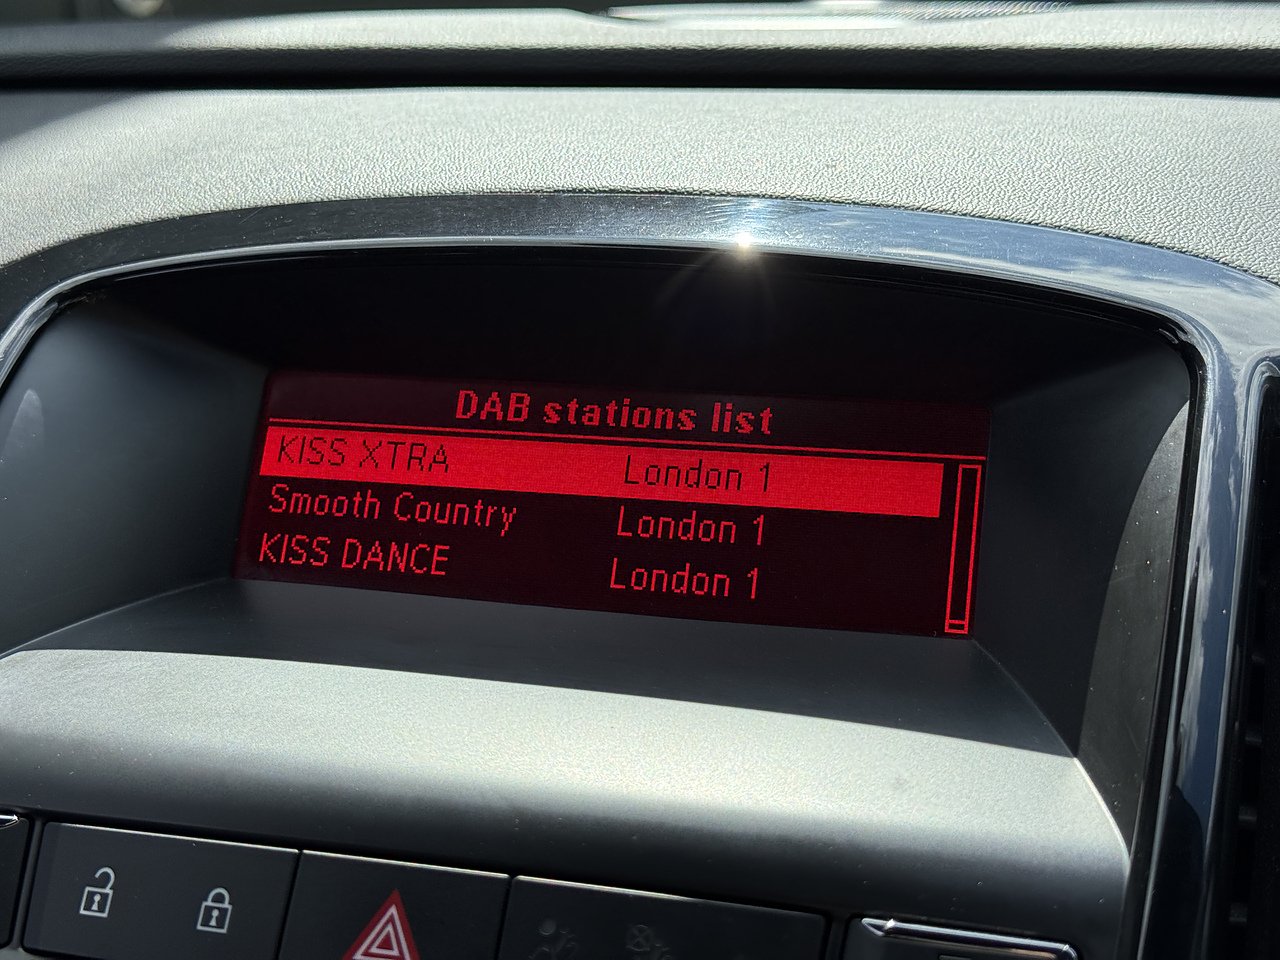 DAB stations list
KISS XTRA London 1
Smooth Country London 1
KISS DANCE London 1